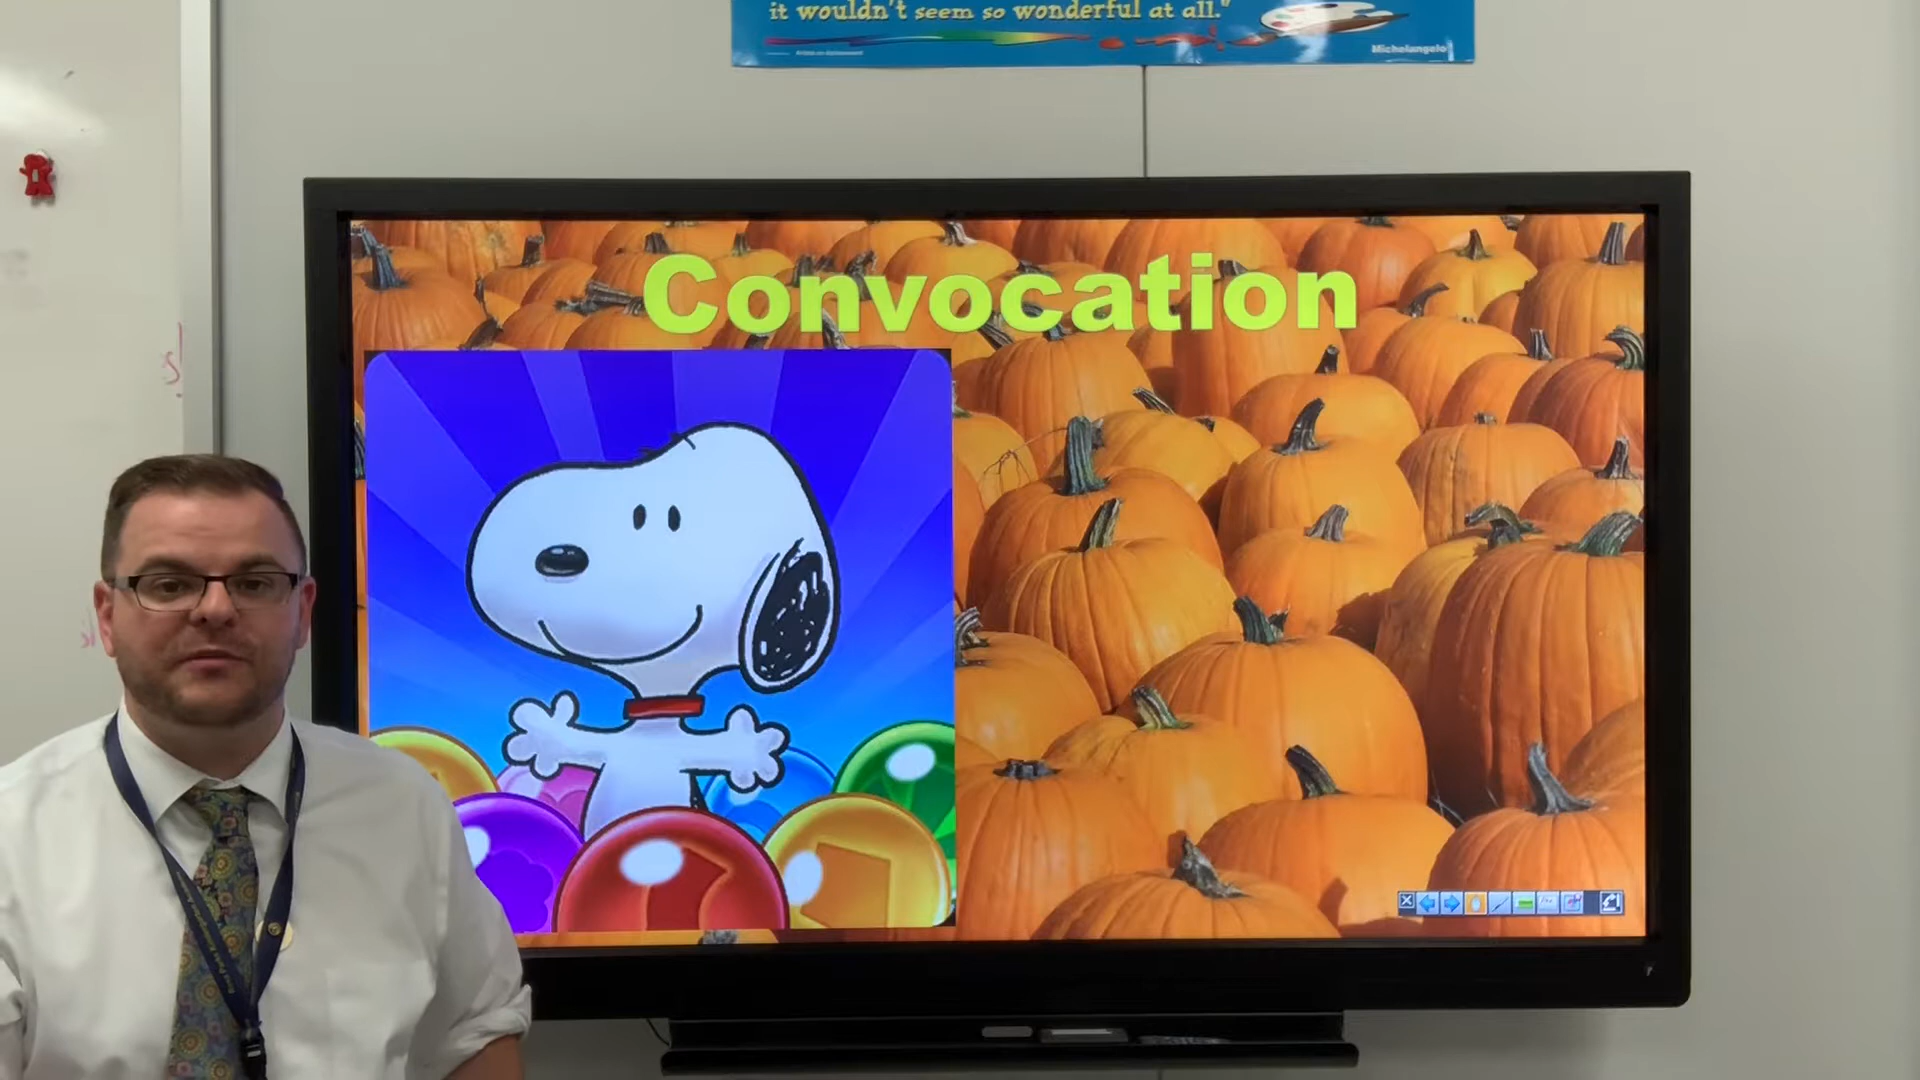 it wouldn't seem so wonderful at all."
Michelangelo
Convocation